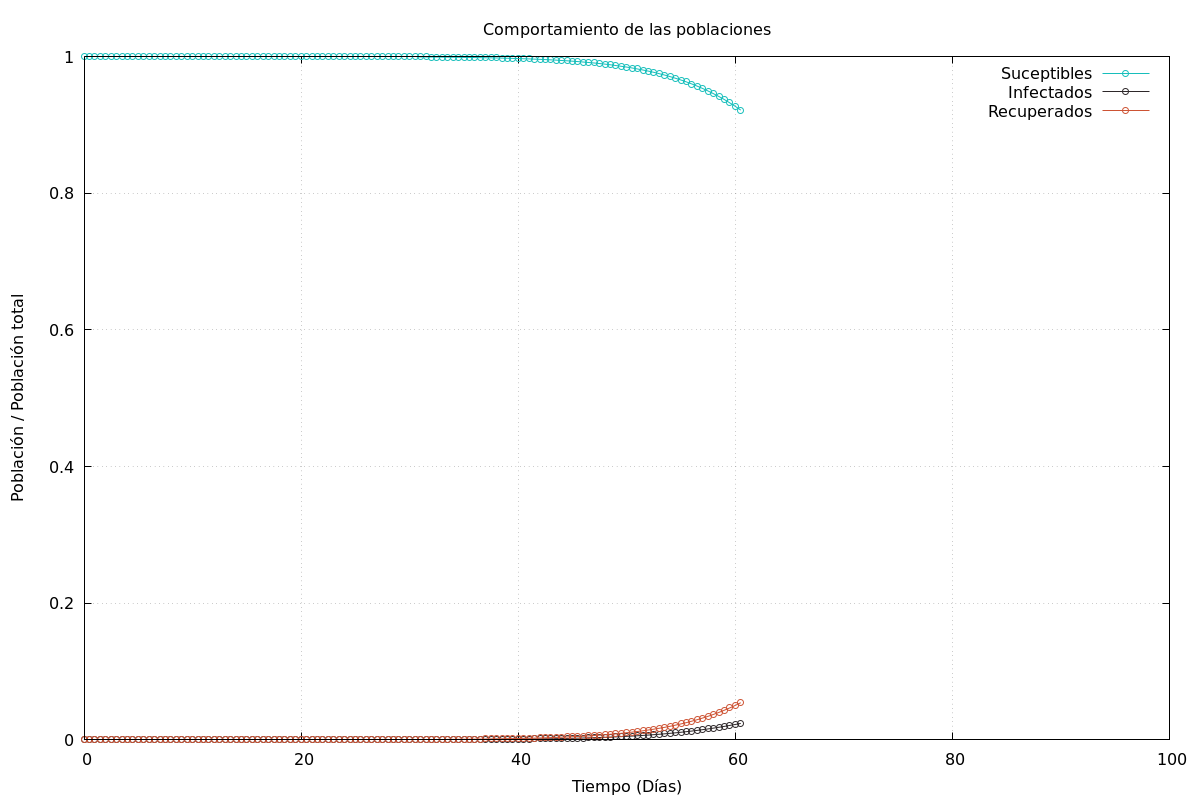 Comportamiento de las poblaciones
Suceptibles
Infectados
Recuperados
1
0.8
0.6
0.4
0.2
0
Población / Población total
0 20 40 60 80 100
Tiempo (Días)